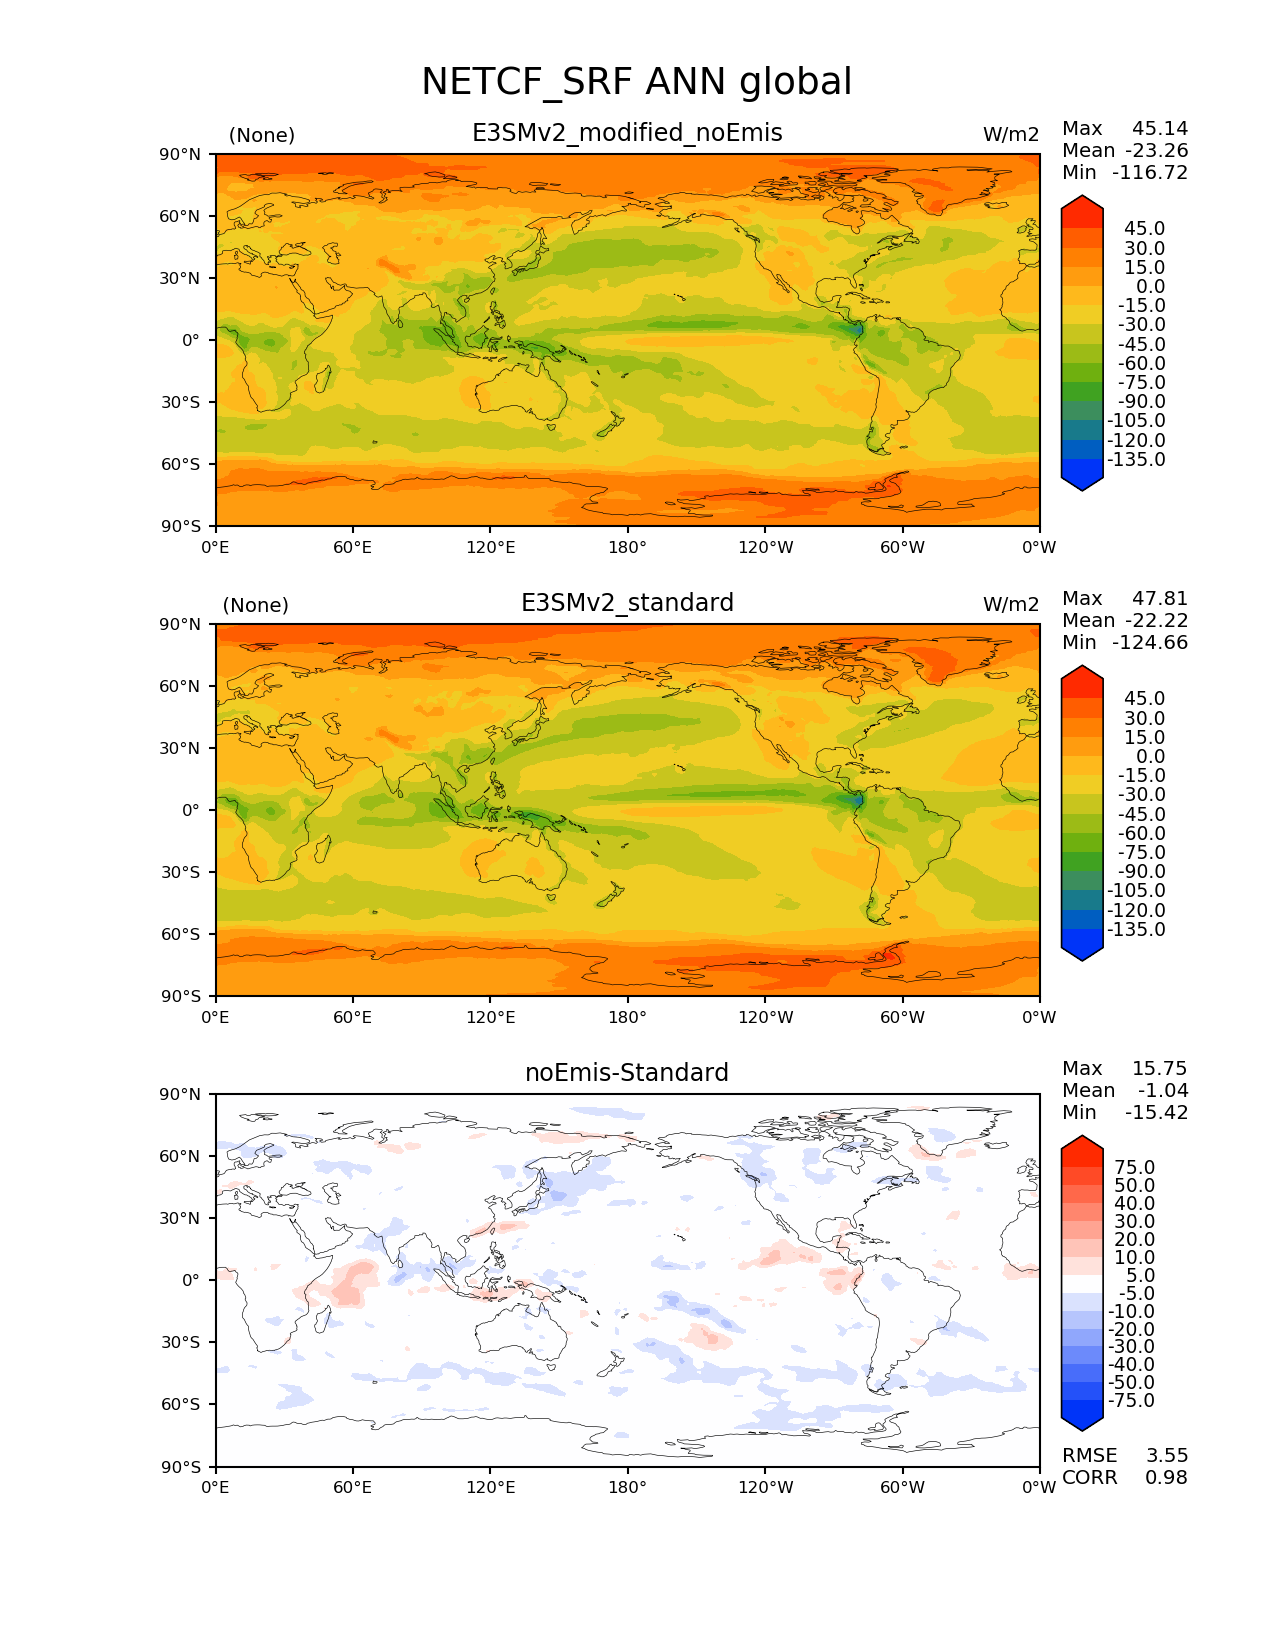 NETCF_SRF ANN global
(None) E3SMv2_modified_noEmis W/m2
Max 45.14
Mean -23.26
Min -116.72
90°N
60°N
30°N
0°
30°S
60°S
90°S
0°E 60°E 120°E 180° 120°W 60°W 0°W
45.0
30.0
15.0
0.0
-15.0
-30.0
-45.0
-60.0
-75.0
-90.0
-105.0
-120.0
-135.0
(None) E3SMv2_standard W/m2
Max 47.81
Mean -22.22
Min -124.66
90°N
60°N
30°N
0°
30°S
60°S
90°S
0°E 60°E 120°E 180° 120°W 60°W 0°W
45.0
30.0
15.0
0.0
-15.0
-30.0
-45.0
-60.0
-75.0
-90.0
-105.0
-120.0
-135.0
noEmis-Standard
Max 15.75
Mean -1.04
Min -15.42
90°N
60°N
30°N
0°
30°S
60°S
90°S
0°E 60°E 120°E 180° 120°W 60°W 0°W
75.0
50.0
40.0
30.0
20.0
10.0
5.0
-5.0
-10.0
-20.0
-30.0
-40.0
-50.0
-75.0
RMSE 3.55
CORR 0.98